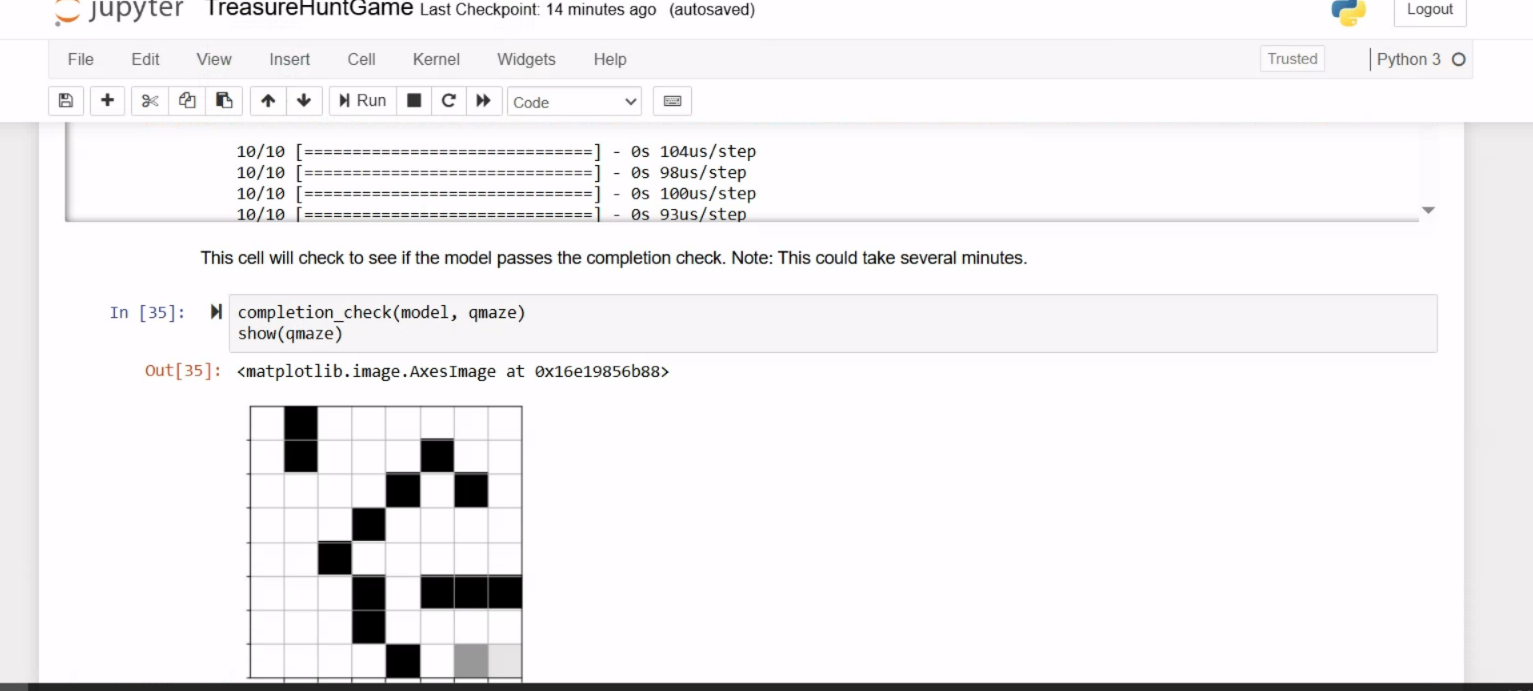 jupyter TreasureHuntGame Last Checkpoint: 14 minutes ago (autosaved) Logout
File Edit View Insert Cell Kernel Widgets Help Trusted Python 3
Run Code
10/10 [==============================] - 0s 104us/step
10/10 [==============================] - 0s 98us/step
10/10 [==============================] - 0s 100us/step
10/10 [==============================] - 0s 93us/step
This cell will check to see if the model passes the completion check. Note: This could take several minutes.
In [35]: completion_check(model, qmaze)
show(qmaze)
Out[35]: <matplotlib.image.AxesImage at 0x16e19856b88>